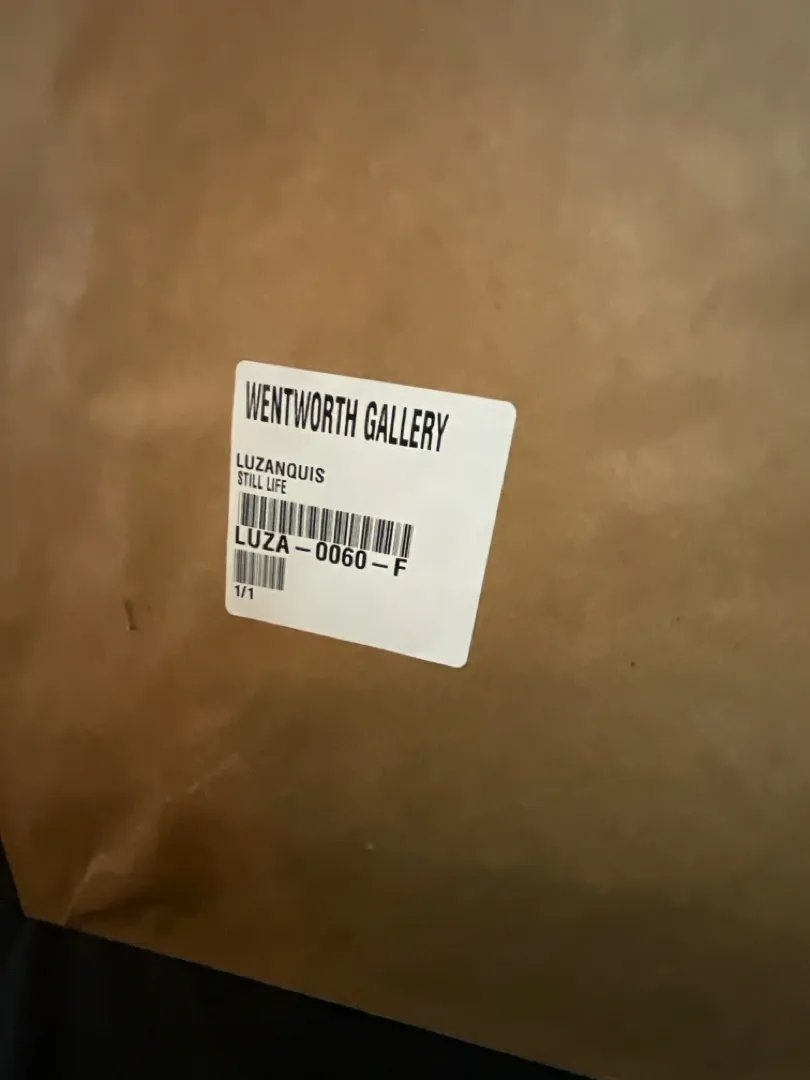 WENTWORTH GALLERY
LUZANQUIS
STILL LIFE
LUZA-0060-F
1/1